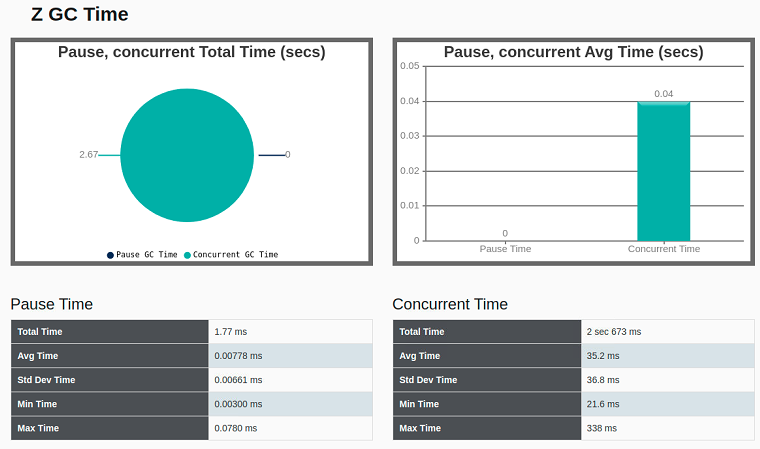 Z GC Time
Pause, concurrent Total Time (secs)
2.67
0
Pause GC Time
Concurrent GC Time
Pause, concurrent Avg Time (secs)
0.05
0.04
0.03
0.02
0.01
0
0.04
0
Pause Time
Concurrent Time
Pause Time
Total Time 1.77 ms
Avg Time 0.00778 ms
Std Dev Time 0.00661 ms
Min Time 0.00300 ms
Max Time 0.0780 ms
Concurrent Time
Total Time 2 sec 673 ms
Avg Time 35.2 ms
Std Dev Time 36.8 ms
Min Time 21.6 ms
Max Time 338 ms